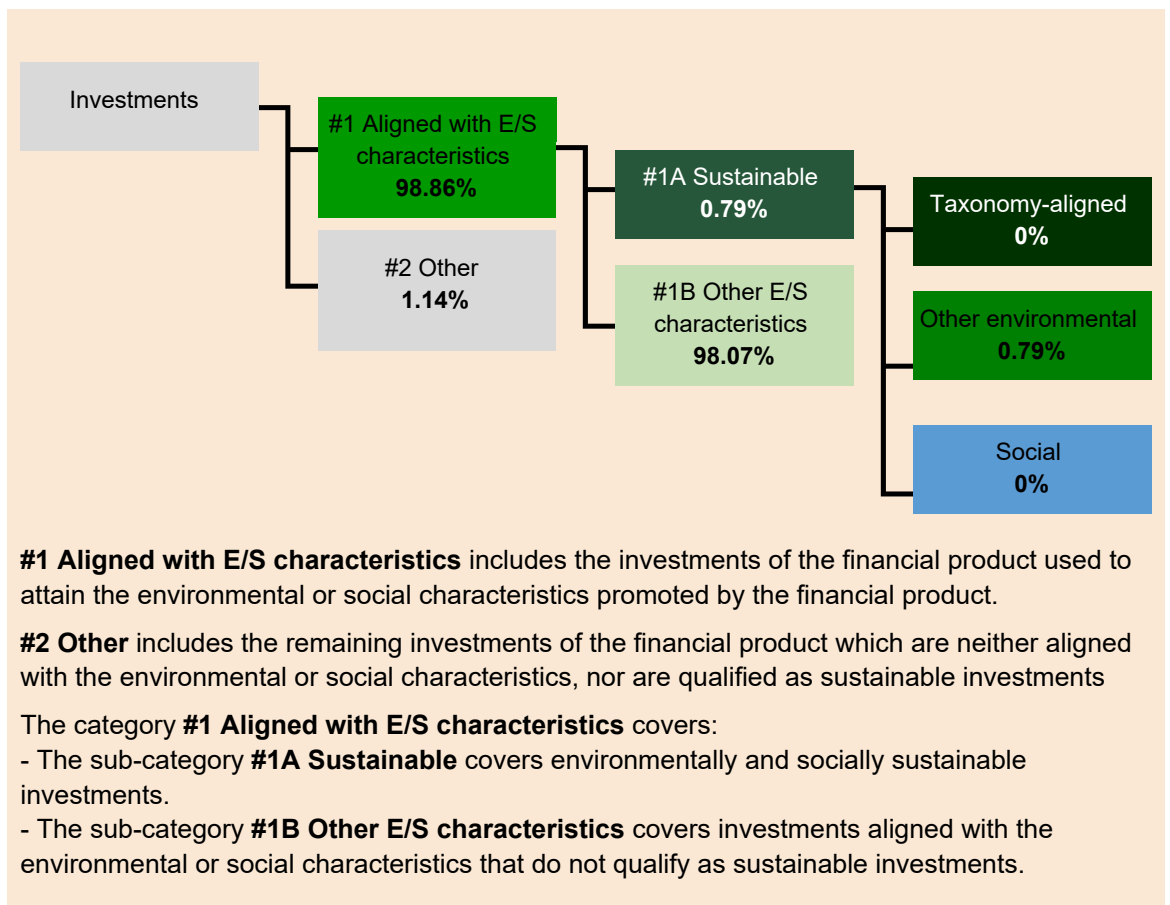 Investments
#1 Aligned with E/S
characteristics
98.86%
#2 Other
1.14%
#1A Sustainable
0.79%
#1B Other E/S
characteristics
98.07%
Taxonomy-aligned
0%
Other environmental
0.79%
Social
0%
#1 Aligned with E/S characteristics includes the investments of the financial product used to
attain the environmental or social characteristics promoted by the financial product.
#2 Other includes the remaining investments of the financial product which are neither aligned
with the environmental or social characteristics, nor are qualified as sustainable investments
The category #1 Aligned with E/S characteristics covers:
- The sub-category #1A Sustainable covers environmentally and socially sustainable
investments.
- The sub-category #1B Other E/S characteristics covers investments aligned with the
environmental or social characteristics that do not qualify as sustainable investments.